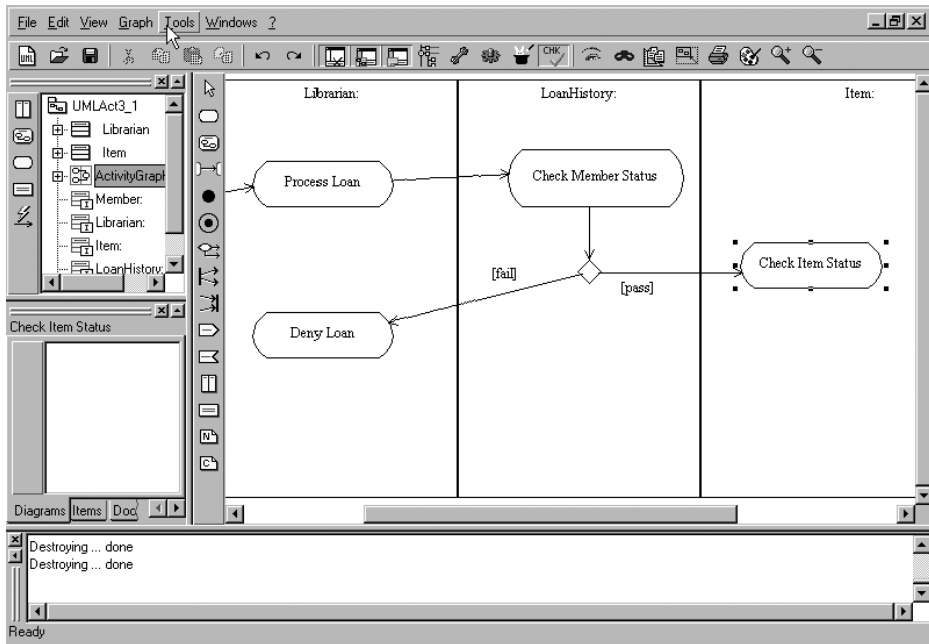 File Edit View Graph Tools Windows ?
UML
CHK
UMLAct3_1
Librarian
Item
ActivityGraph
Member:
Librarian:
Item:
LoanHistory:
Check Item Status
Diagrams Items Doc
N
C
Librarian:
LoanHistory:
Item:
Process Loan
Check Member Status
Check Item Status
[fail]
[pass]
Deny Loan
Destroying ... done
Destroying ... done
Ready